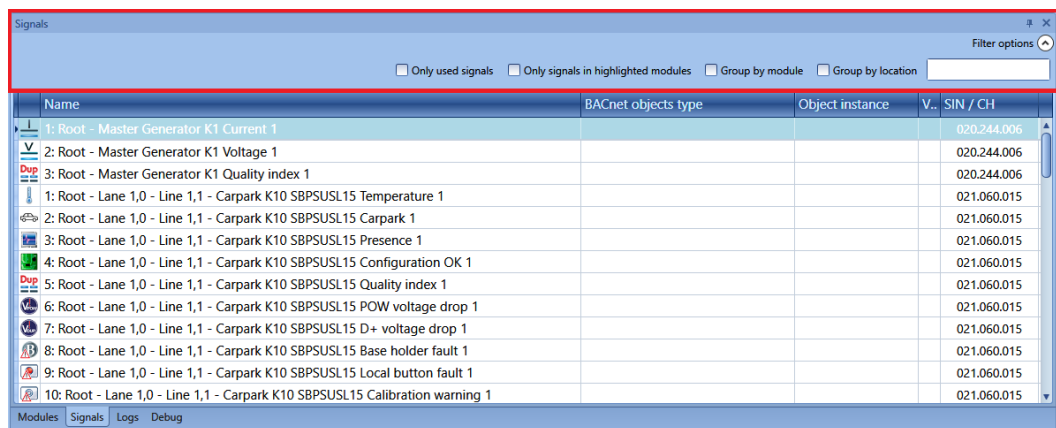 Signals
Filter options
Only used signals Only signals in highlighted modules Group by module Group by location
Name BACnet objects type Object instance V.. SIN / CH
1: Root - Master Generator K1 Current 1 020.244.006
2: Root - Master Generator K1 Voltage 1 020.244.006
Dup 3: Root - Master Generator K1 Quality index 1 020.244.006
1: Root - Lane 1,0 - Line 1,1 - Carpark K10 SBPSUSL15 Temperature 1 021.060.015
2: Root - Lane 1,0 - Line 1,1 - Carpark K10 SBPSUSL15 Carpark 1 021.060.015
3: Root - Lane 1,0 - Line 1,1 - Carpark K10 SBPSUSL15 Presence 1 021.060.015
4: Root - Lane 1,0 - Line 1,1 - Carpark K10 SBPSUSL15 Configuration OK 1 021.060.015
Dup 5: Root - Lane 1,0 - Line 1,1 - Carpark K10 SBPSUSL15 Quality index 1 021.060.015
6: Root - Lane 1,0 - Line 1,1 - Carpark K10 SBPSUSL15 POW voltage drop 1 021.060.015
7: Root - Lane 1,0 - Line 1,1 - Carpark K10 SBPSUSL15 D+ voltage drop 1 021.060.015
8: Root - Lane 1,0 - Line 1,1 - Carpark K10 SBPSUSL15 Base holder fault 1 021.060.015
9: Root - Lane 1,0 - Line 1,1 - Carpark K10 SBPSUSL15 Local button fault 1 021.060.015
10: Root - Lane 1,0 - Line 1,1 - Carpark K10 SBPSUSL15 Calibration warning 1 021.060.015
Modules Signals Logs Debug